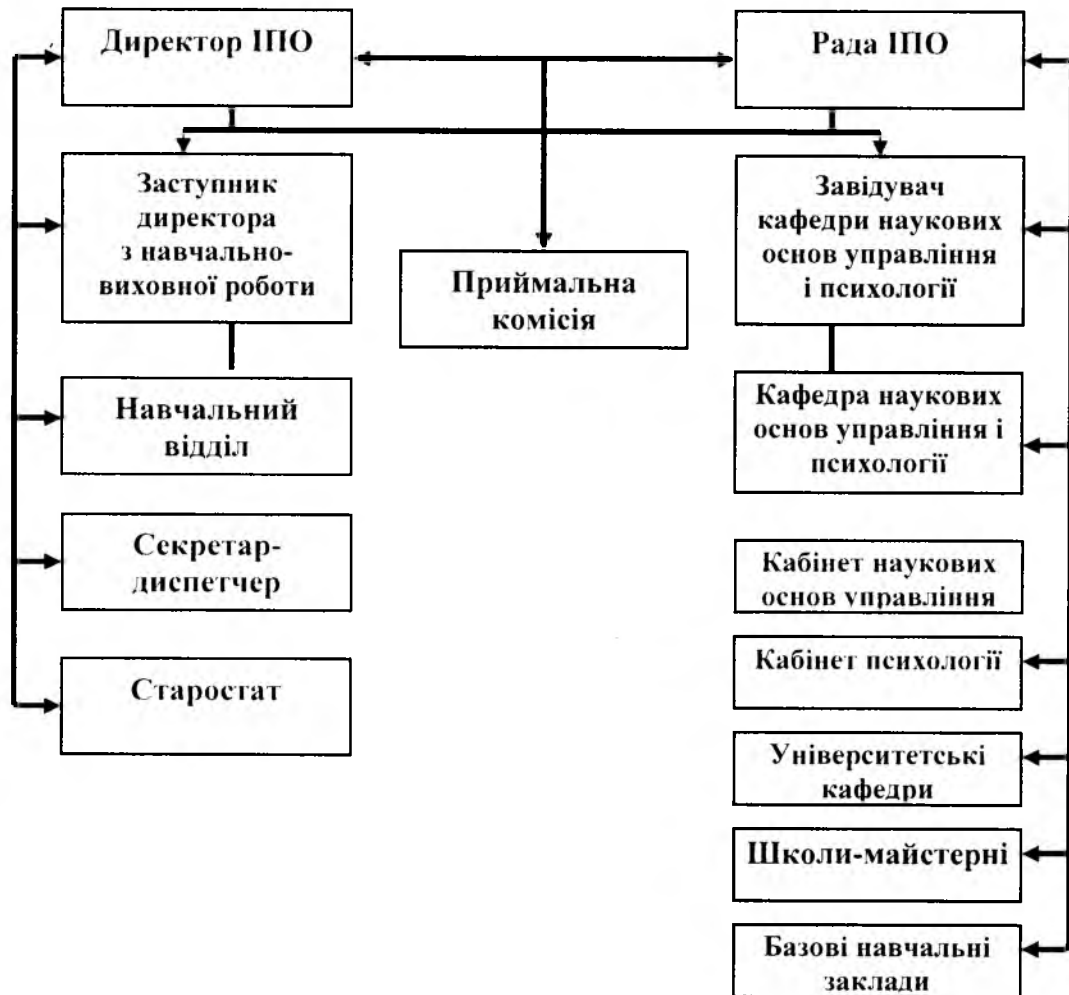 Директор ІПО
Рада ІПО
Заступник
директора
з навчально-
виховної роботи
Завідувач
кафедри наукових
основ управління
і психології
Приймальна
комісія
Навчальний
відділ
Кафедра наукових
основ управління і
психології
Секретар-
диспетчер
Кабінет наукових
основ управління
Старостат
Кабінет психології
Університетські
кафедри
Школи-майстерні
Базові навчальні
заклади